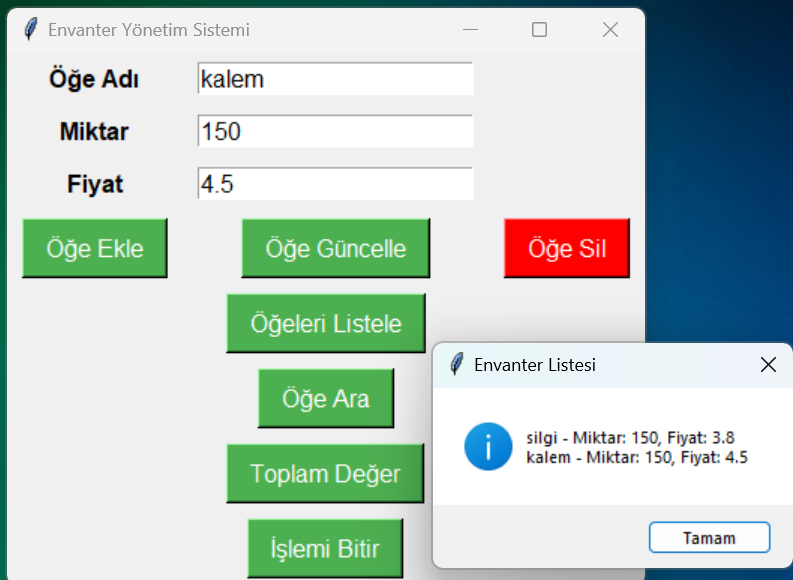 Envanter Yönetim Sistemi
Öğe Adı kalem
Miktar 150
Fiyat 4.5
Öğe Ekle Öğe Güncelle Öğe Sil
Öğeleri Listele
Öğe Ara
Toplam Değer
İşlemi Bitir
Envanter Listesi
silgi - Miktar: 150, Fiyat: 3.8
kalem - Miktar: 150, Fiyat: 4.5
Tamam